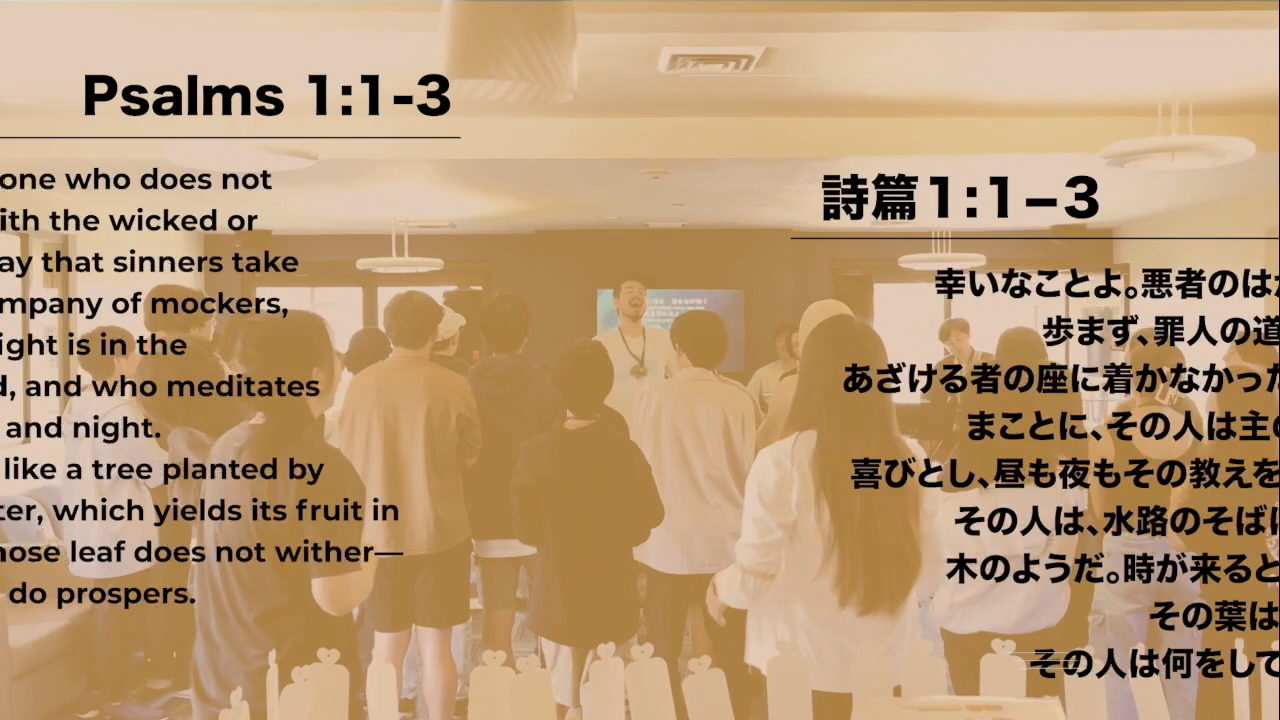 Psalms 1:1-3
one who does not
ith the wicked or
ay that sinners take
mpany of mockers,
ight is in the
d, and who meditates
and night.
like a tree planted by
ter, which yields its fruit in
hose leaf does not wither—
do prospers.
詩篇1:1–3
幸いなことよ。悪者のはか
歩まず、罪人の道
あざける者の座に着かなかった
まことに、その人は主の
喜びとし、昼も夜もその教えを
その人は、水路のそばに
木のようだ。時が来ると
その葉は
その人は何をして